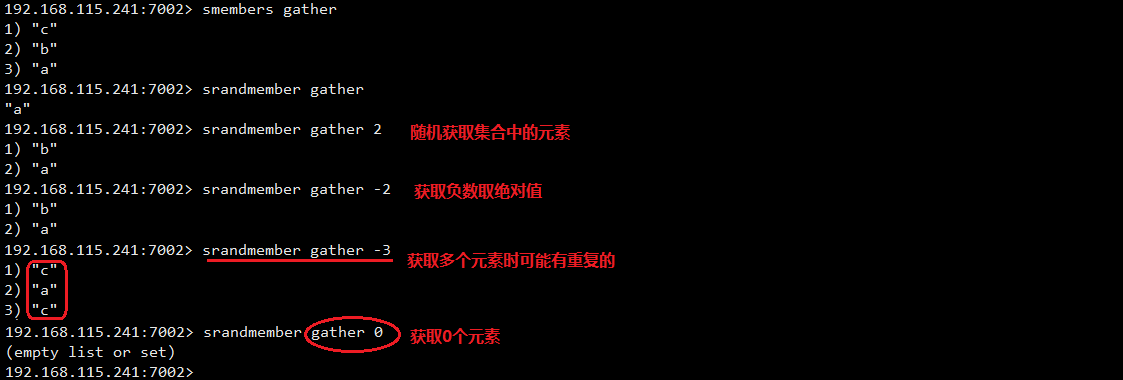 192.168.115.241:7002> smembers gather
1) "c"
2) "b"
3) "a"
192.168.115.241:7002> srandmember gather
"a"
192.168.115.241:7002> srandmember gather 2 随机获取集合中的元素
1) "b"
2) "a"
192.168.115.241:7002> srandmember gather -2 获取负数取绝对值
1) "b"
2) "a"
192.168.115.241:7002> srandmember gather -3 获取多个元素时可能有重复的
1) "c"
2) "a"
3) "c"
192.168.115.241:7002> srandmember gather 0 获取0个元素
(empty list or set)
192.168.115.241:7002>